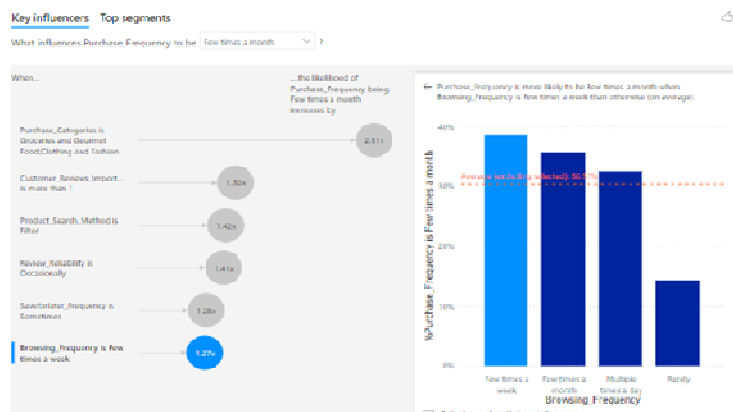 Key influencers Top segments
What influences Purchase_Frequency to be Few times a month ?
When...
...the likelihood of
Purchase_Frequency being
Few times a month
increases by
Purchase_Categories is
Groceries and Gourmet
Food;Clothing and Fashion
2.51x
Customer_Reviews_Import...
is more than 1
Product_Search_Method is
Filter
1.42x
Review_Reliability is
Occasionally
1.41x
Saveforlater_Frequency is
Sometimes
1.28x
Browsing_Frequency is Few
times a week
1.27x
Purchase_Frequency is more likely to be Few times a month when
Browsing_Frequency is Few times a week than otherwise (on average).
%Purchase_Frequency is Few times a month
40%
30%
20%
10%
0%
Average (excluding selected):
Few times a
week
Few times a
month
Multiple
times a day
Rarely
Browsing_Frequency